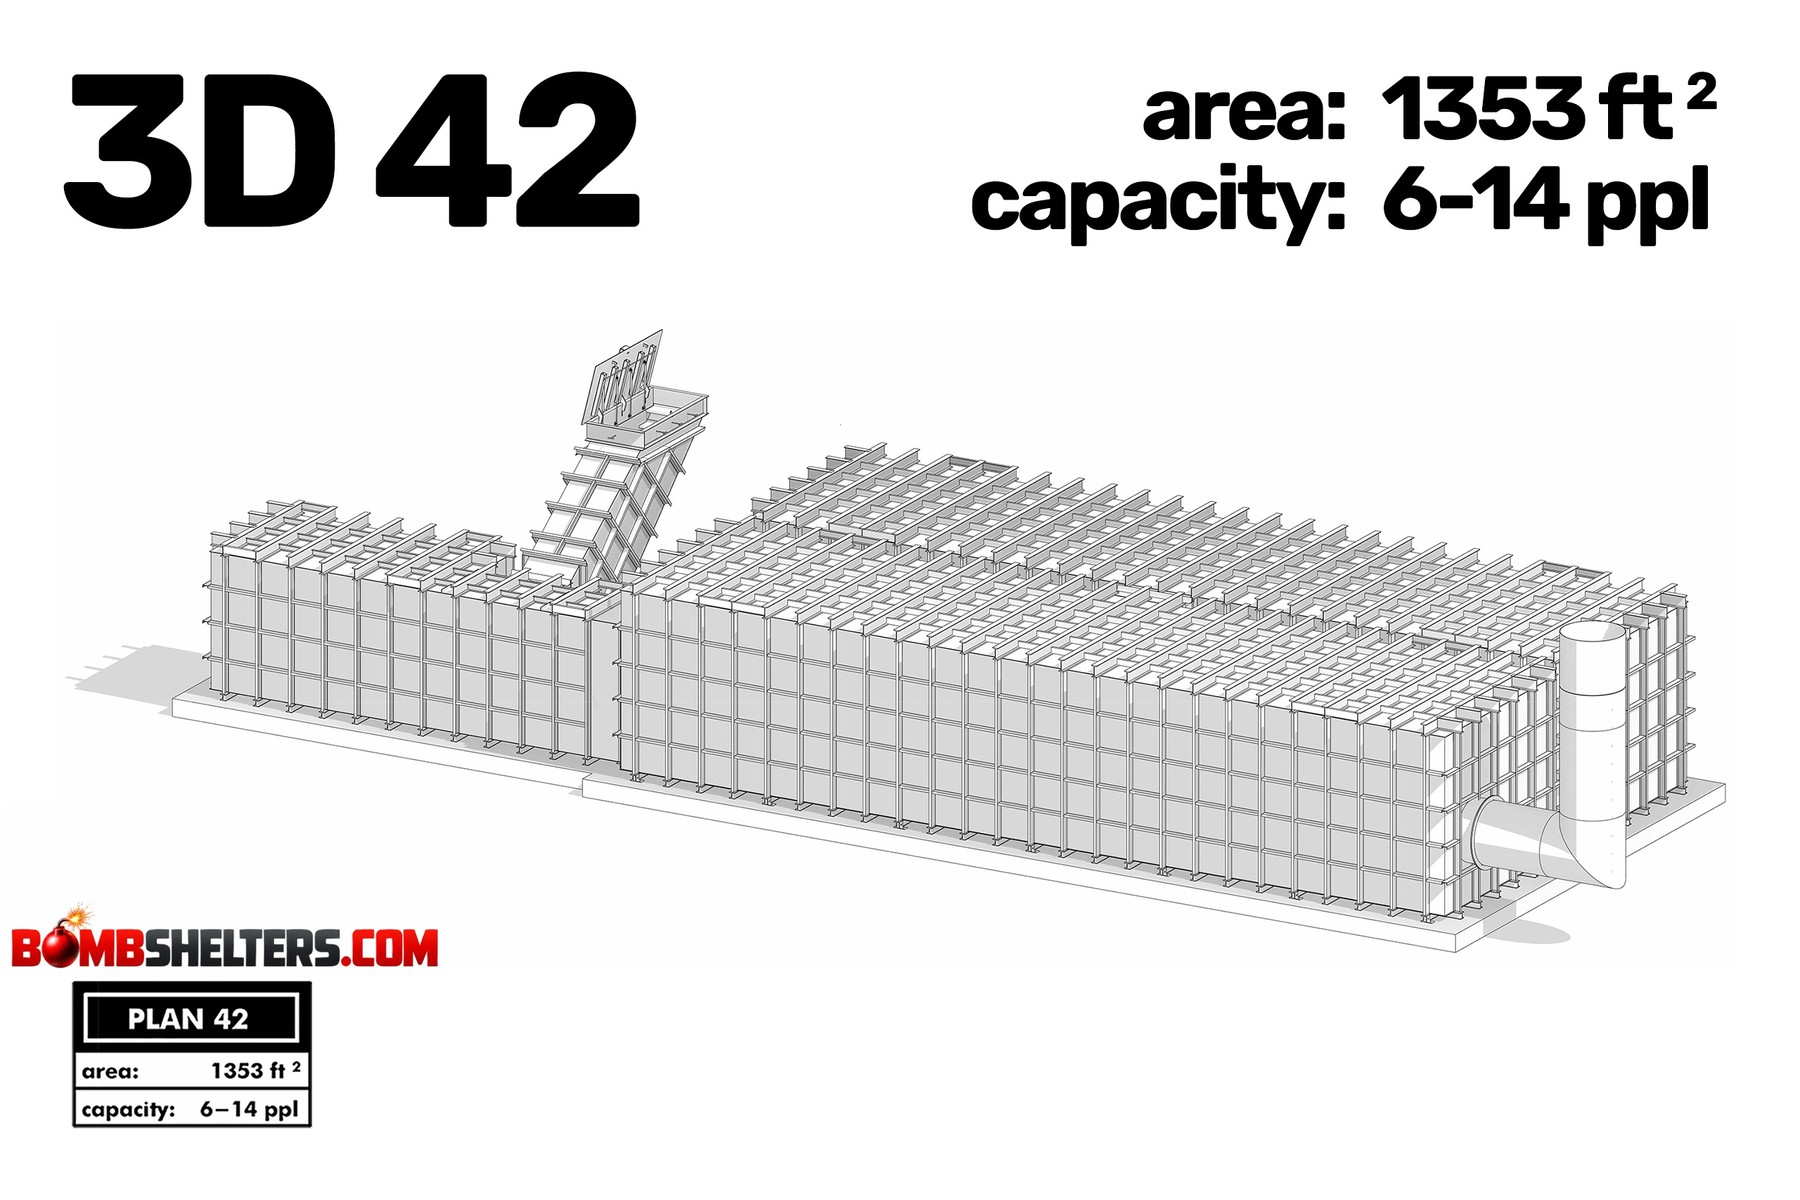 3D 42
area: 1353 ft ²
capacity: 6-14 ppl
BOMBSHELTERS.COM
PLAN 42
area: 1353 ft ²
capacity: 6–14 ppl